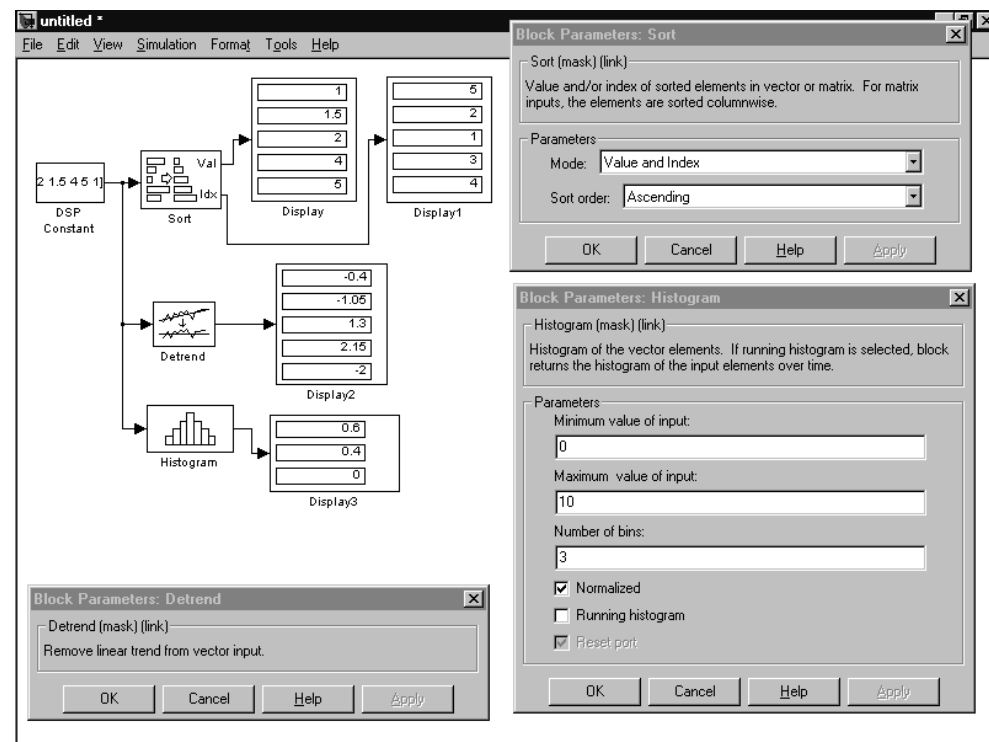 untitled *
File Edit View Simulation Format Tools Help
2 1.5 4 5 1]
DSP
Constant
Val
Idx
Sort
1
1.5
2
4
5
Display
5
2
1
3
4
Display1
Detrend
-0.4
-1.05
1.3
2.15
-2
Display2
Histogram
0.6
0.4
0
Display3
Block Parameters: Sort
Sort (mask) (link)
Value and/or index of sorted elements in vector or matrix. For matrix
inputs, the elements are sorted columnwise.
Parameters
Mode: Value and Index
Sort order: Ascending
OK Cancel Help Apply
Block Parameters: Histogram
Histogram (mask) (link)
Histogram of the vector elements. If running histogram is selected, block
returns the histogram of the input elements over time.
Parameters
Minimum value of input:
0
Maximum value of input:
10
Number of bins:
3
Normalized
Running histogram
Reset port
OK Cancel Help Apply
Block Parameters: Detrend
Detrend (mask) (link)
Remove linear trend from vector input.
OK Cancel Help Apply